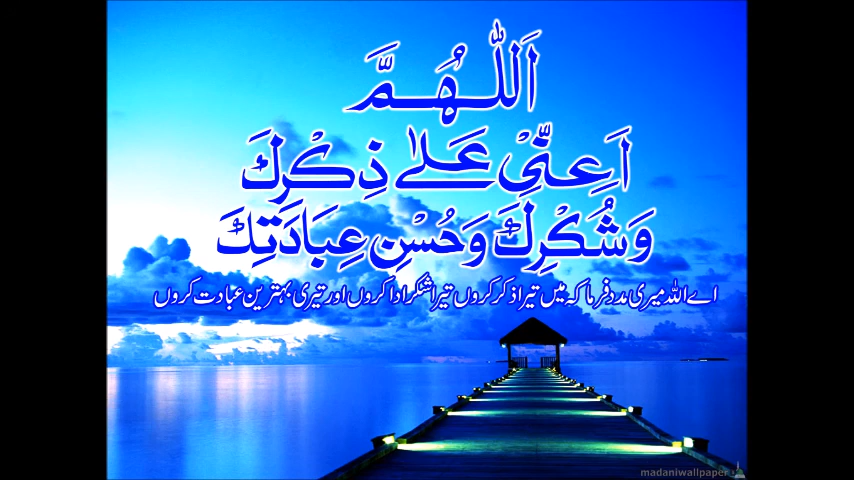 اَللّٰهُمَّ
اَعِنِّيْ عَلٰى ذِكْرِكَ
وَشُكْرِكَ وَحُسْنِ عِبَادَتِكَ
اے اللہ میری مدد فرما کہ میں تیرا ذکر کروں تیرا شکر ادا کروں اور تیری بہترین عبادت کروں
madaniwallpaper